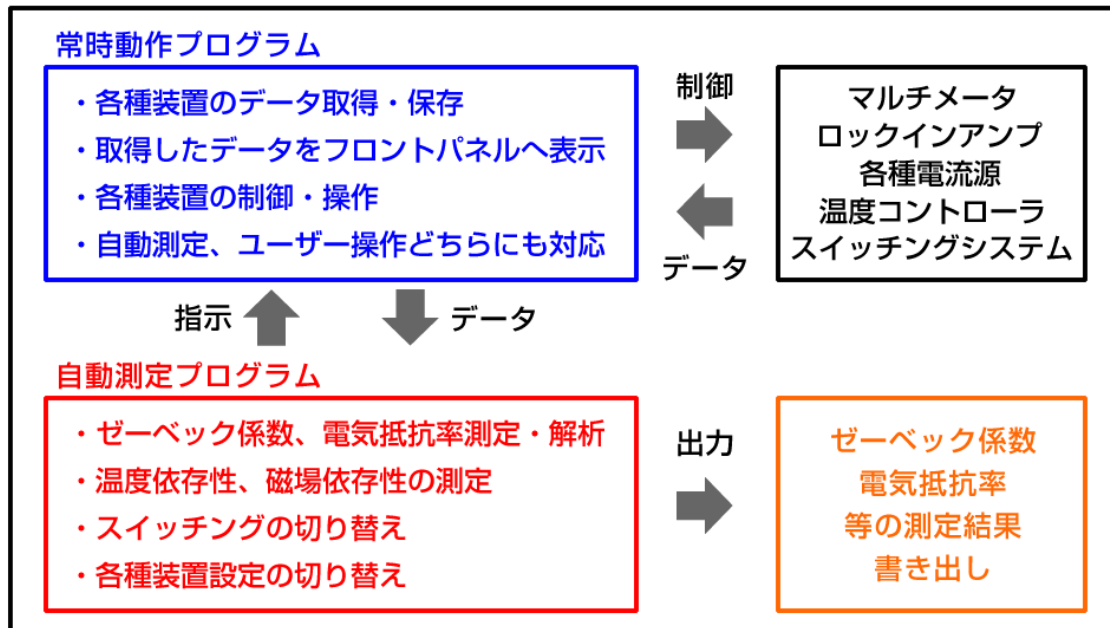 常時動作プログラム
・各種装置のデータ取得・保存
・取得したデータをフロントパネルへ表示
・各種装置の制御・操作
・自動測定、ユーザー操作どちらにも対応
制御
データ
マルチメータ
ロックインアンプ
各種電流源
温度コントローラ
スイッチングシステム
指示
データ
自動測定プログラム
・ゼーベック係数、電気抵抗率測定・解析
・温度依存性、磁場依存性の測定
・スイッチングの切り替え
・各種装置設定の切り替え
出力
ゼーベック係数
電気抵抗率
等の測定結果
書き出し